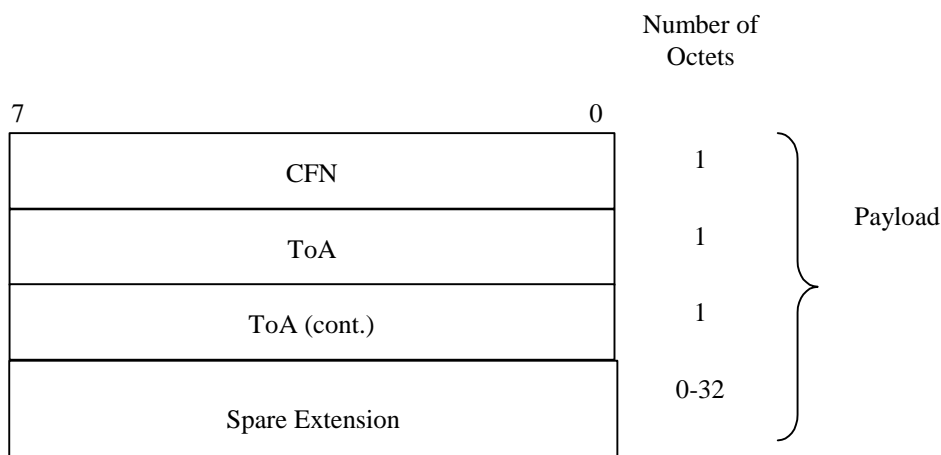 Number of
Octets
7 0
CFN 1
ToA 1
Payload
ToA (cont.) 1
Spare Extension 0-32